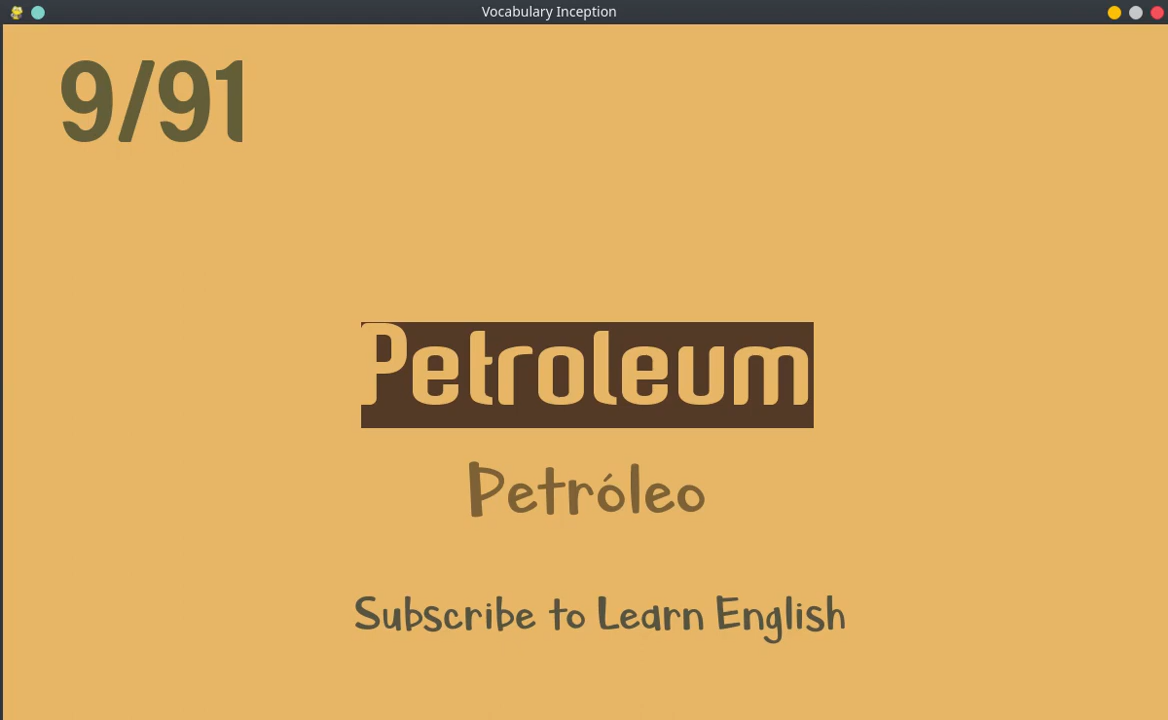 Vocabulary Inception
9/91
Petroleum
Petróleo
Subscribe to Learn English